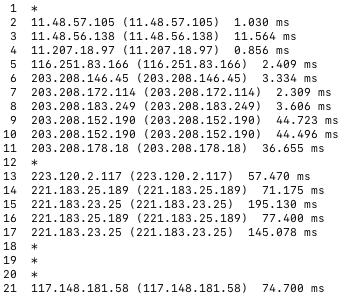 1 *
2 11.48.57.105 (11.48.57.105) 1.030 ms
3 11.48.56.138 (11.48.56.138) 11.564 ms
4 11.207.18.97 (11.207.18.97) 0.856 ms
5 116.251.83.166 (116.251.83.166) 2.409 ms
6 203.208.146.45 (203.208.146.45) 3.334 ms
7 203.208.172.114 (203.208.172.114) 2.309 ms
8 203.208.183.249 (203.208.183.249) 3.606 ms
9 203.208.152.190 (203.208.152.190) 44.723 ms
10 203.208.152.190 (203.208.152.190) 44.496 ms
11 203.208.178.18 (203.208.178.18) 36.655 ms
12 *
13 223.120.2.117 (223.120.2.117) 57.470 ms
14 221.183.25.189 (221.183.25.189) 71.175 ms
15 221.183.23.25 (221.183.23.25) 195.130 ms
16 221.183.25.189 (221.183.25.189) 77.400 ms
17 221.183.23.25 (221.183.23.25) 145.078 ms
18 *
19 *
20 *
21 117.148.181.58 (117.148.181.58) 74.700 ms